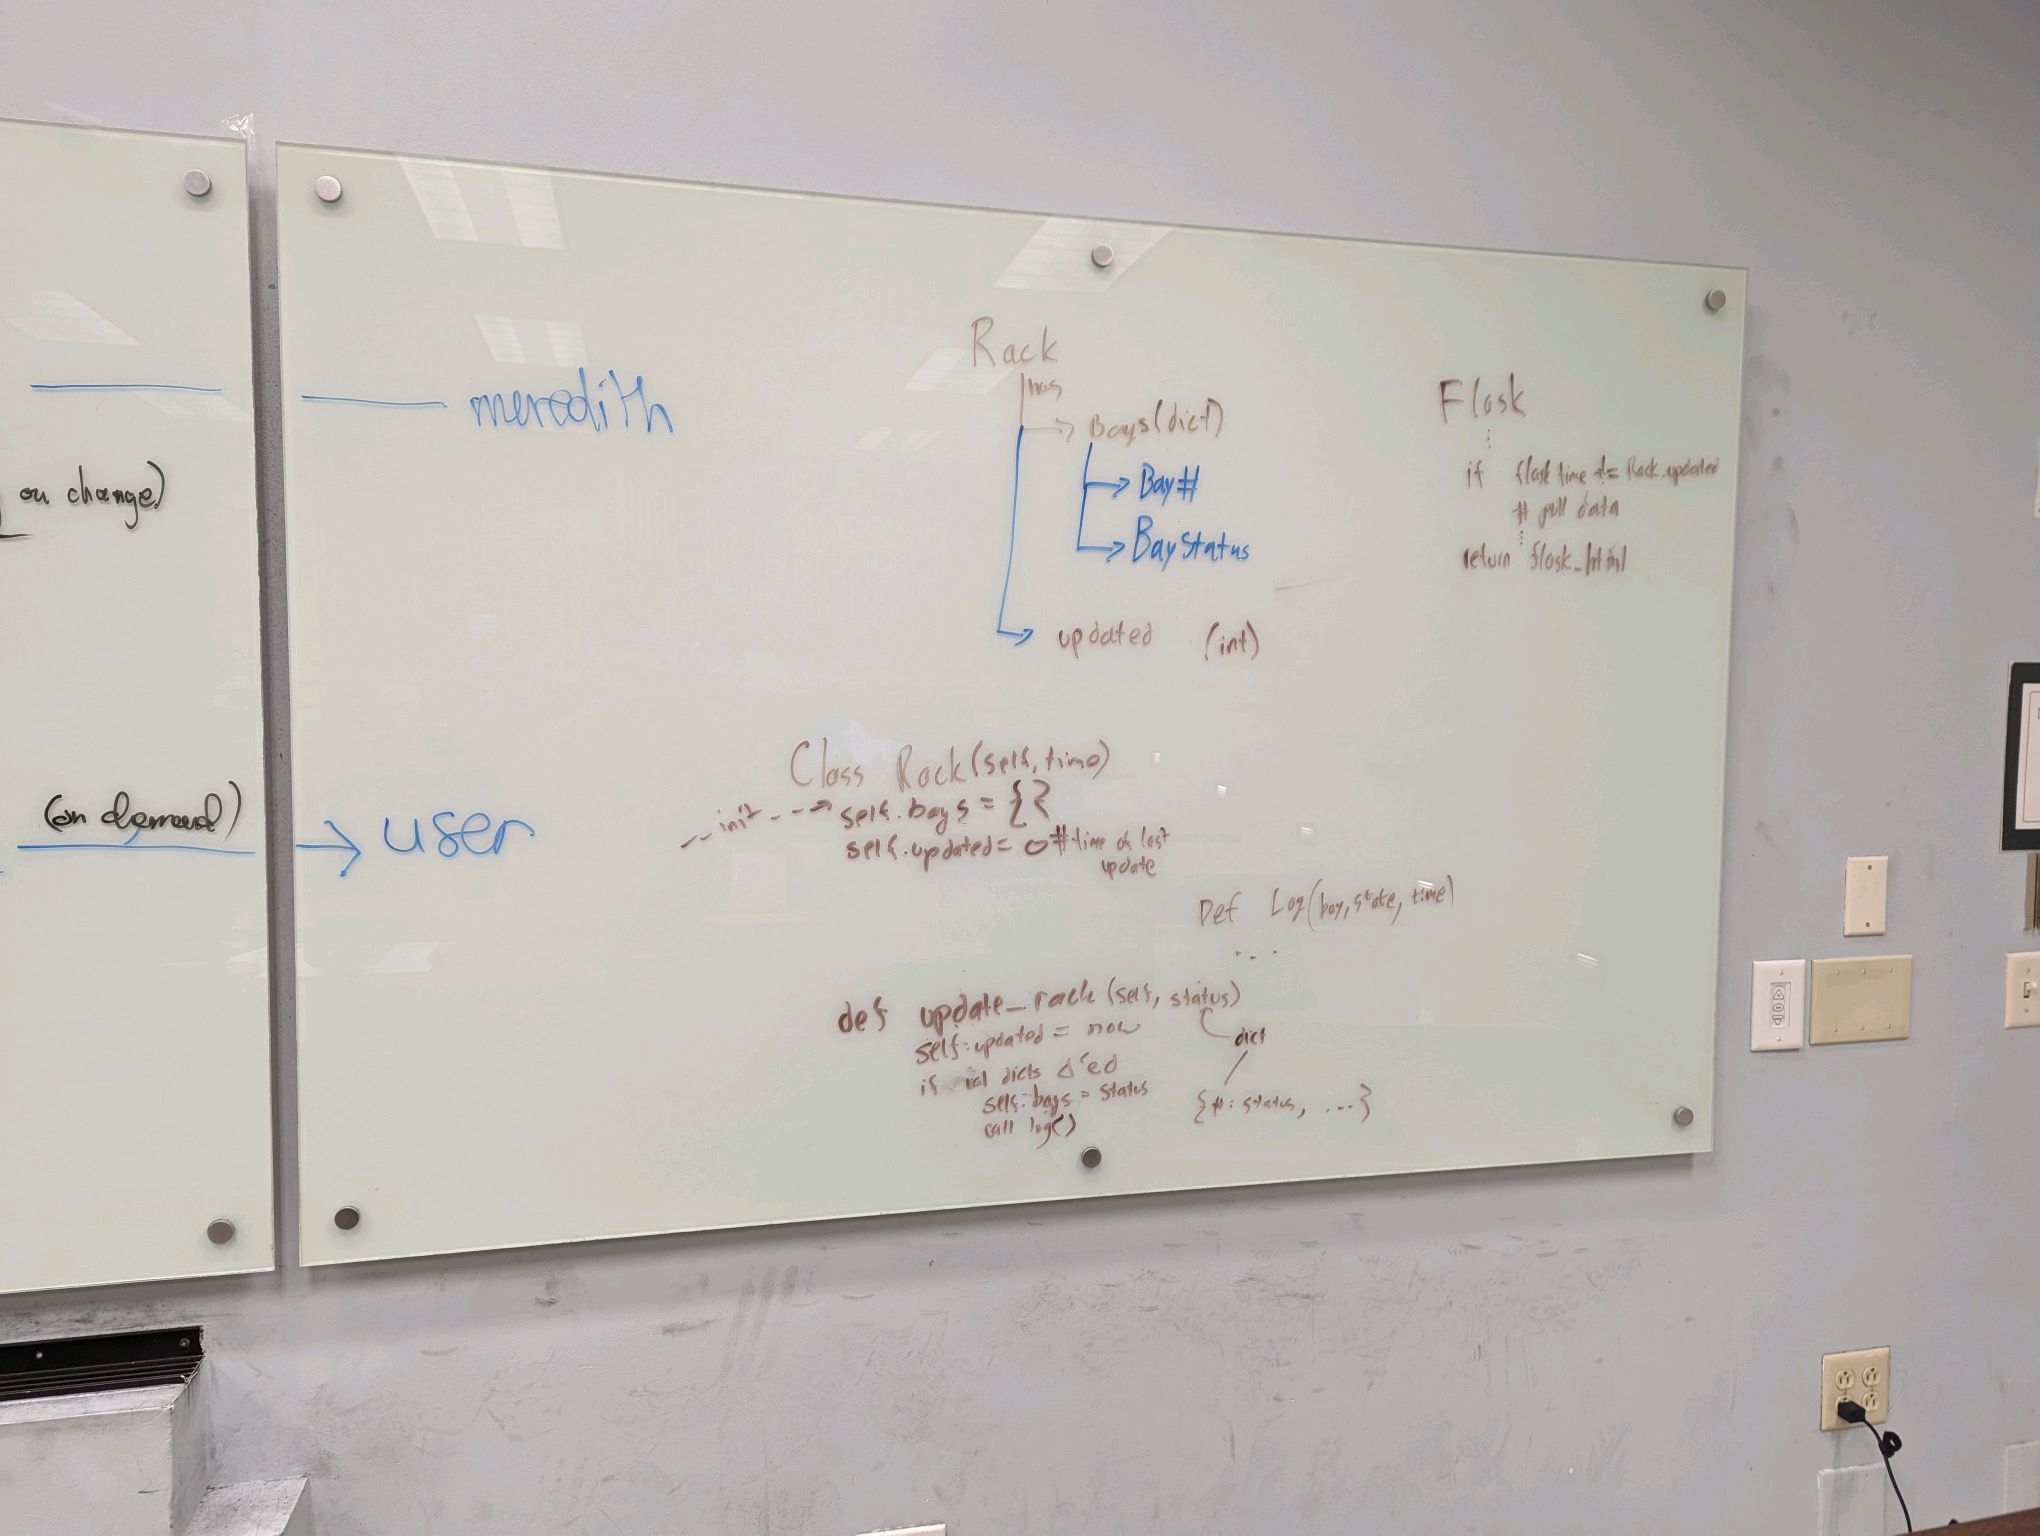 on change)
(on demand)
meredith
user
Rack
has
Bays (dict)
Bay #
Bay Status
updated (int)
Flask
if flask time != Rack.updated
# pull data
return flask_html
Class Rack(self, time)
__init__ → self.bays = {}
self.updated = 0 # time of last
update
Def Log(bay, state, time)
...
def update_rack (self, status)
self.updated = now
dict
if dicts Δ'ed
self.bays = status
{#: status, ...}
call log()